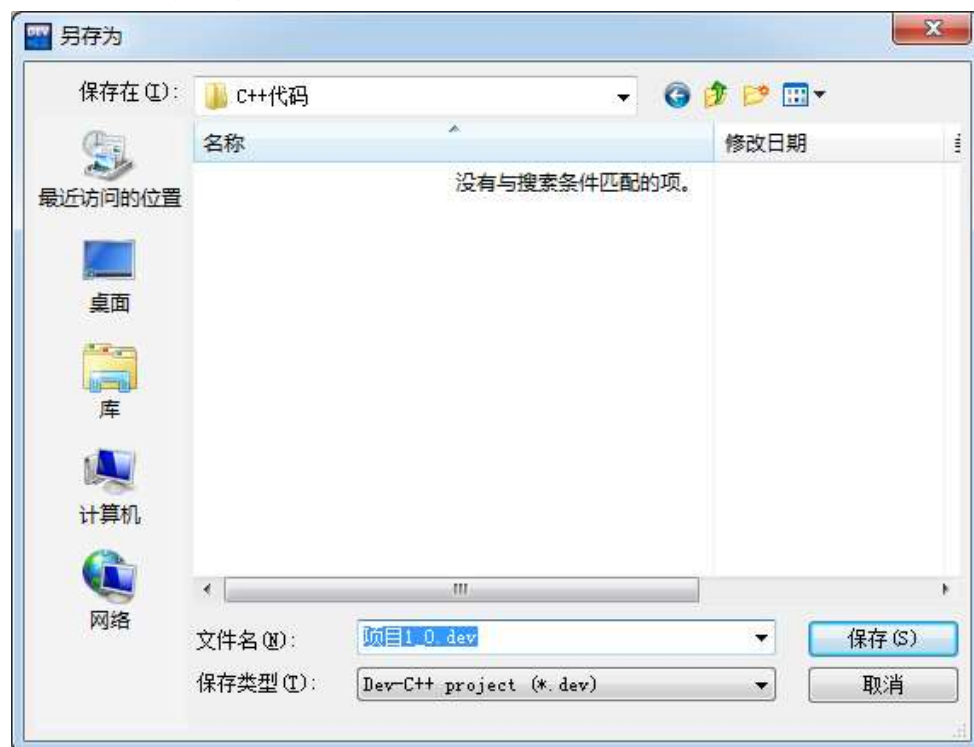 DEV 另存为
保存在(I): C++代码
名称 修改日期
没有与搜索条件匹配的项。
最近访问的位置
桌面
库
计算机
网络
文件名(N): 项目1_0.dev 保存(S)
保存类型(T): Dev-C++ project (*.dev) 取消